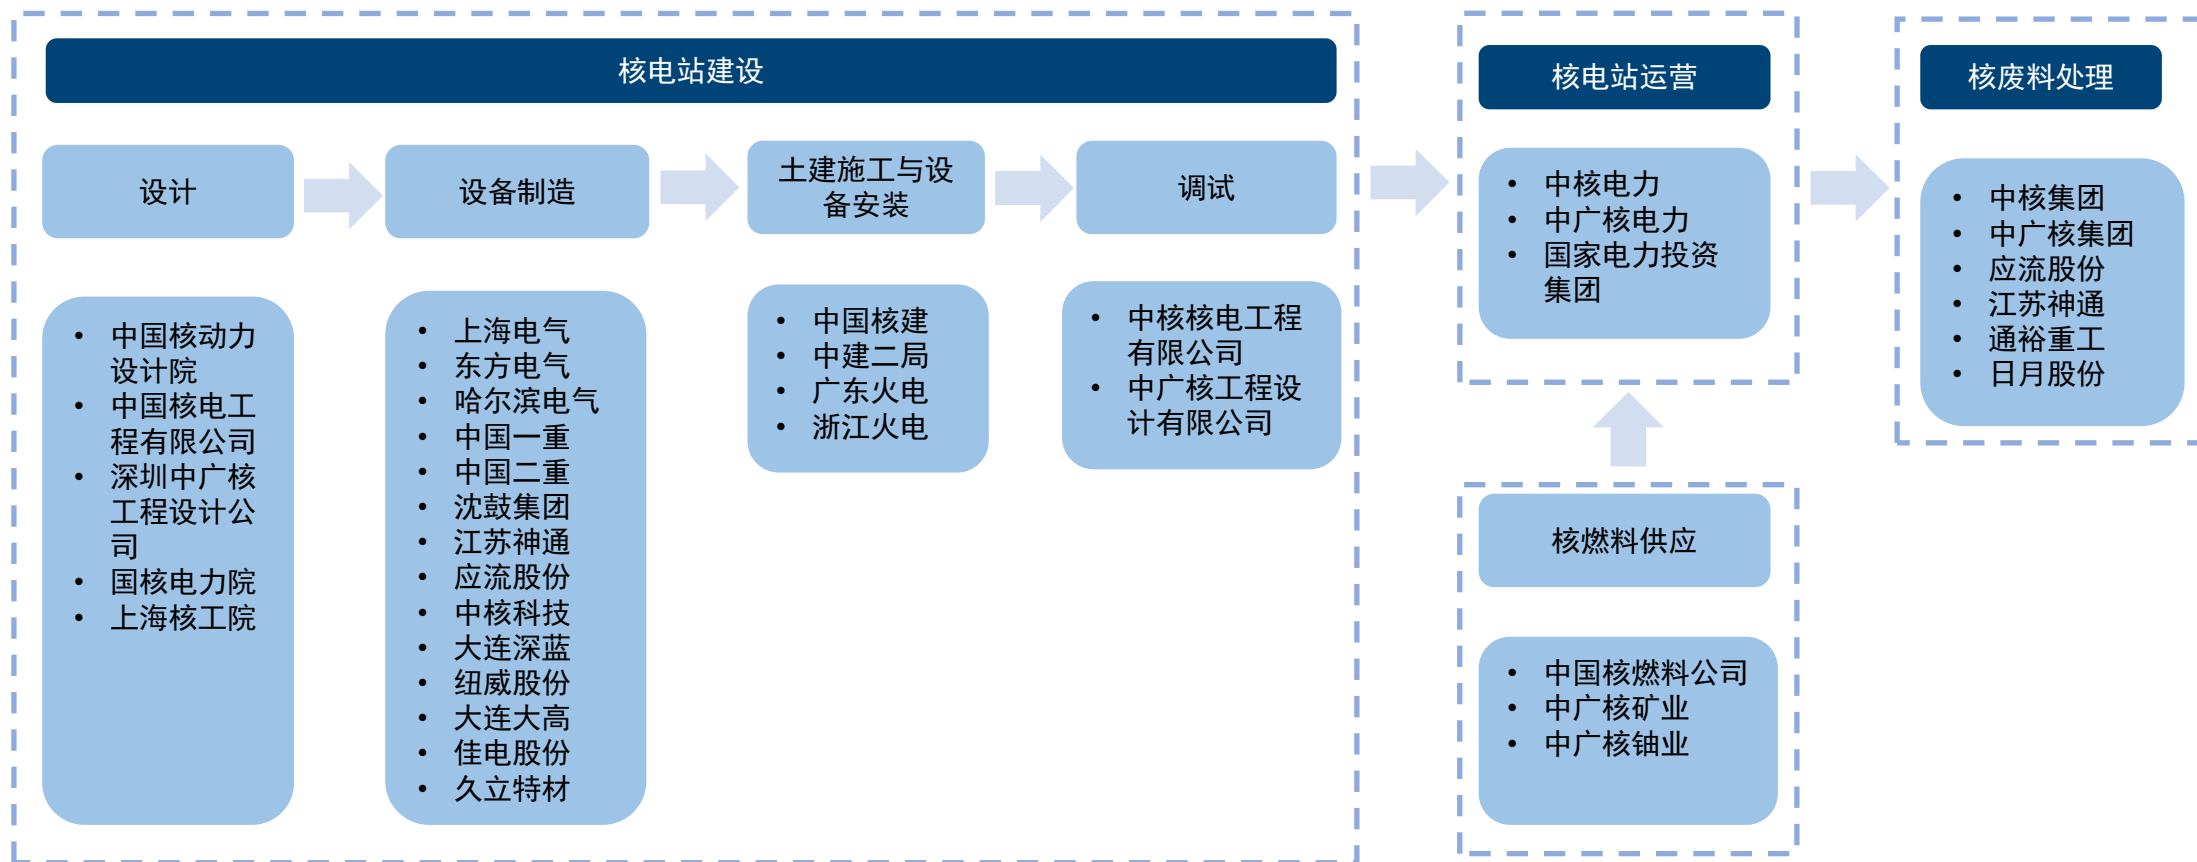 核电站建设
设计
设备制造
土建施工与设
备安装
调试
• 中国核动力
设计院
• 中国核电工
程有限公司
• 深圳中广核
工程设计公
司
• 国核电力院
• 上海核工院
• 上海电气
• 东方电气
• 哈尔滨电气
• 中国一重
• 中国二重
• 沈鼓集团
• 江苏神通
• 应流股份
• 中核科技
• 大连深蓝
• 纽威股份
• 大连大高
• 佳电股份
• 久立特材
• 中国核建
• 中建二局
• 广东火电
• 浙江火电
• 中核核电工程
有限公司
• 中广核工程设
计有限公司
核电站运营
• 中核电力
• 中广核电力
• 国家电力投资
集团
核燃料供应
• 中国核燃料公司
• 中广核矿业
• 中广核铀业
核废料处理
• 中核集团
• 中广核集团
• 应流股份
• 江苏神通
• 通裕重工
• 日月股份